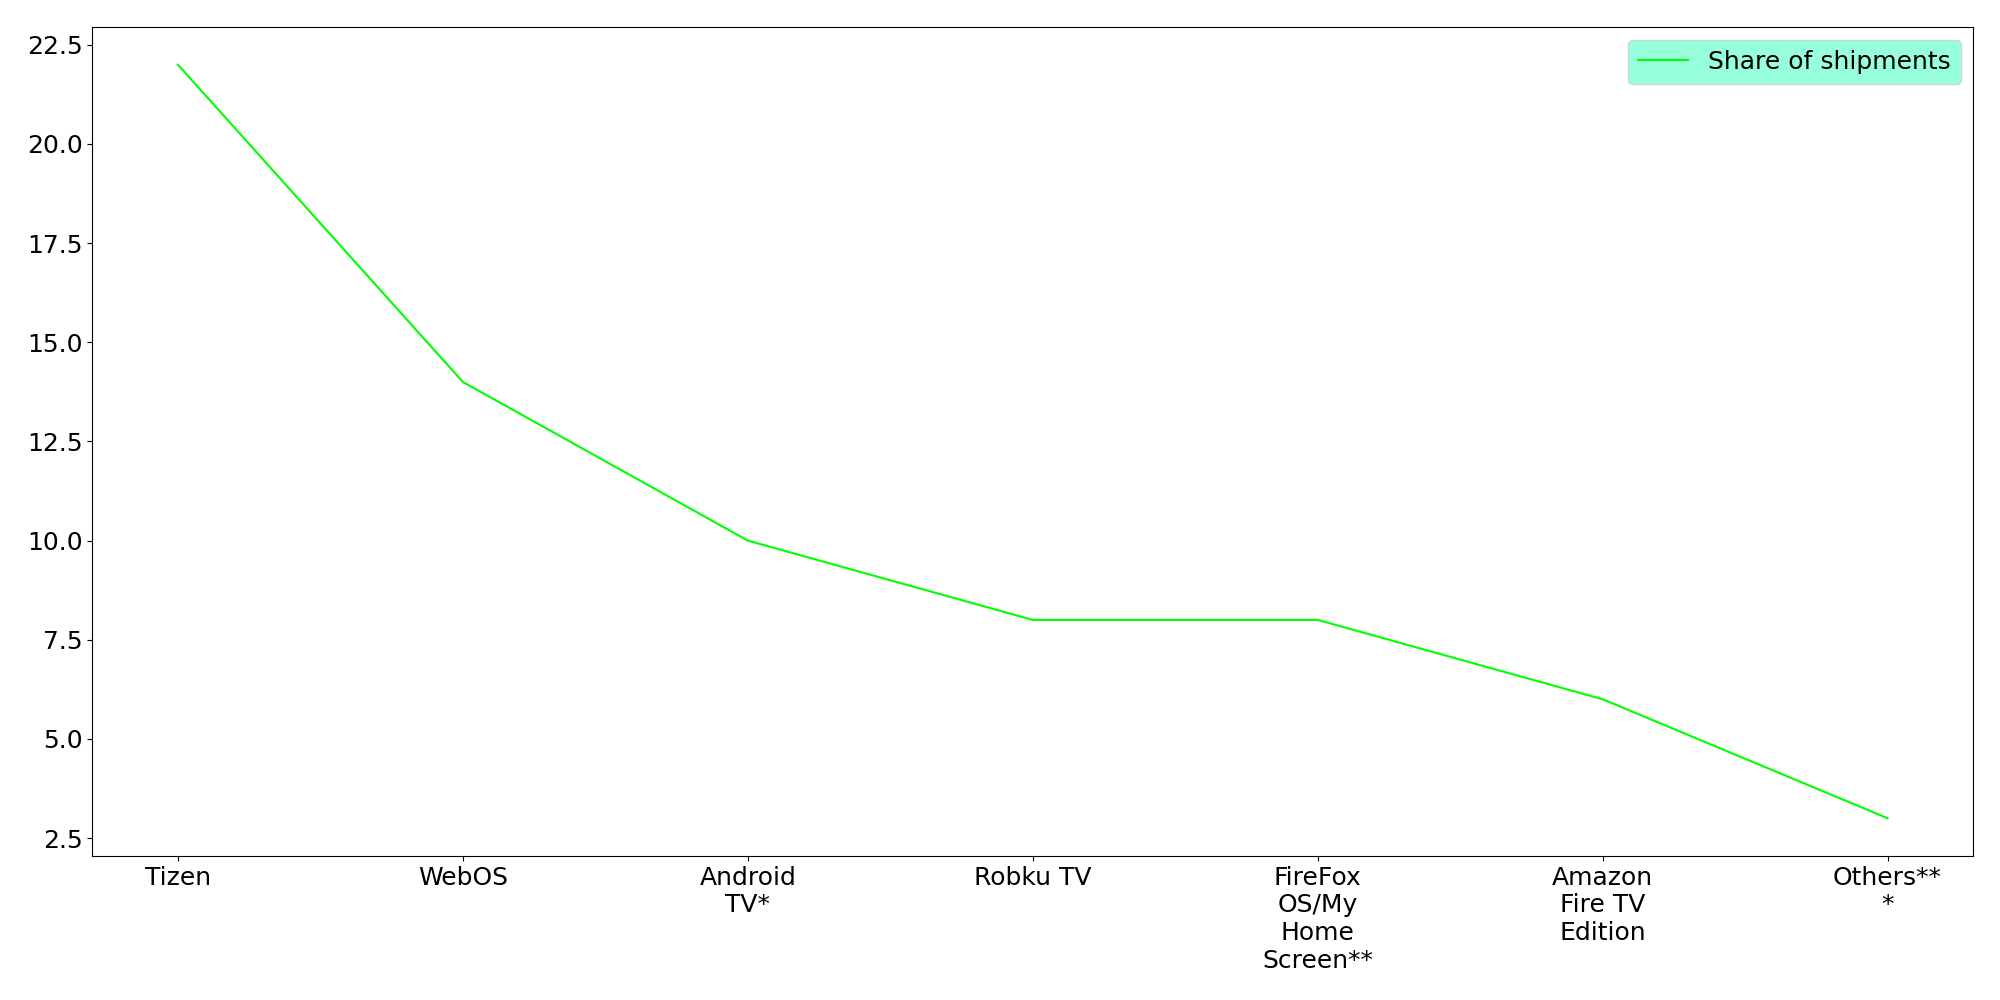 22.5
20.0
17.5
15.0
12.5
10.0
7.5
5.0
2.5
Share of shipments
Tizen
WebOS
Android
TV*
Robku TV
FireFox
OS/My
Home
Screen**
Amazon
Fire TV
Edition
Others**
*